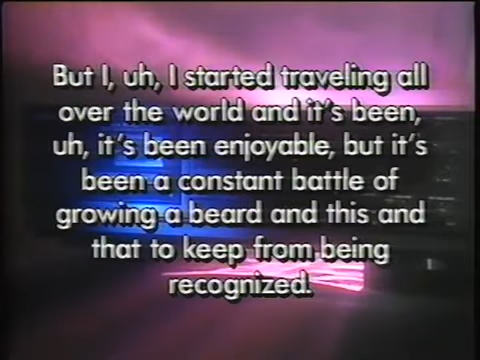 But I, uh, I started traveling all
over the world and it's been,
uh, it's been enjoyable, but it's
been a constant battle of
growing a beard and this and
that to keep from being
recognized.